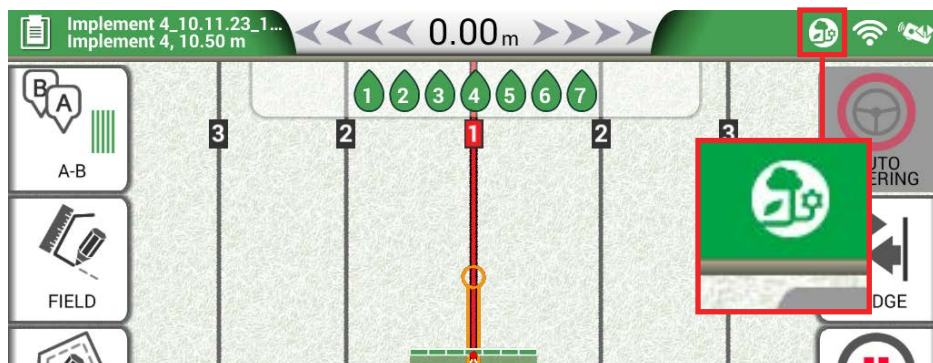 Implement 4_10.11.23_1...
Implement 4, 10.50 m
0.00 m
1 2 3 4 5 6 7
3 2 1 2 3
B
A
A-B
UTO
ERING
FIELD
DGE